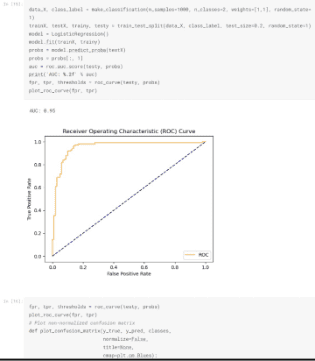 data_X, class_label = make_classification(n_samples=1000, n_classes=2, weights=[1,1], random_state=
1)
trainX, testX, trainy, testy = train_test_split(data_X, class_label, test_size=0.3, random_state=1)
model = LogisticRegression()
model.fit(trainX, trainy)
probs = model.predict_proba(testX)
probs = probs[:, 1]
auc = roc_auc_score(testy, probs)
print('AUC: %.2f' % auc)
fpr, tpr, thresholds = roc_curve(testy, probs)
plot_roc_curve(fpr, tpr)
AUC: 0.95
Receiver Operating Characteristic (ROC) Curve
True Positive Rate
1.0
0.8
0.6
0.4
0.2
0.0
ROC
0.0 0.2 0.4 0.6 0.8 1.0
False Positive Rate
fpr, tpr, thresholds = roc_curve(testy, probs)
plot_roc_curve(fpr, tpr)
# Plot non-normalized confusion matrix
def plot_confusion_matrix(y_true, y_pred, classes,
normalize=False,
title=None,
cmap=plt.cm.Blues):